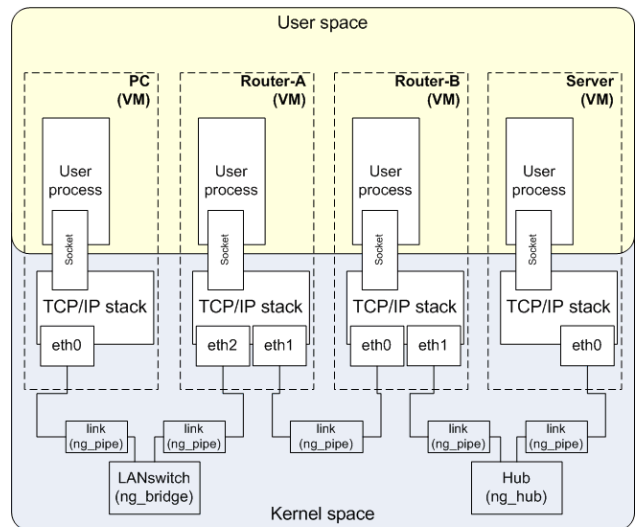 User space
PC
(VM)
Router-A
(VM)
Router-B
(VM)
Server
(VM)
User
process
User
process
User
process
User
process
Socket
Socket
Socket
Socket
TCP/IP stack
TCP/IP stack
TCP/IP stack
TCP/IP stack
eth0
eth2
eth1
eth0
eth1
eth0
link
(ng_pipe)
link
(ng_pipe)
link
(ng_pipe)
link
(ng_pipe)
link
(ng_pipe)
LANswitch
(ng_bridge)
Hub
(ng_hub)
Kernel space